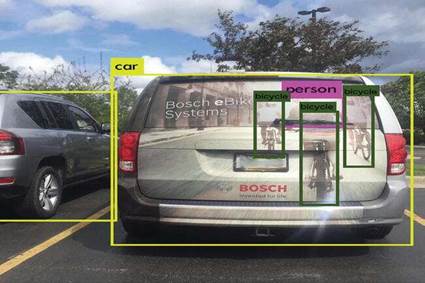 car
person
bicycle
bicycle
bicycle
Bosch eBike
Systems
BOSCH
Invented for life